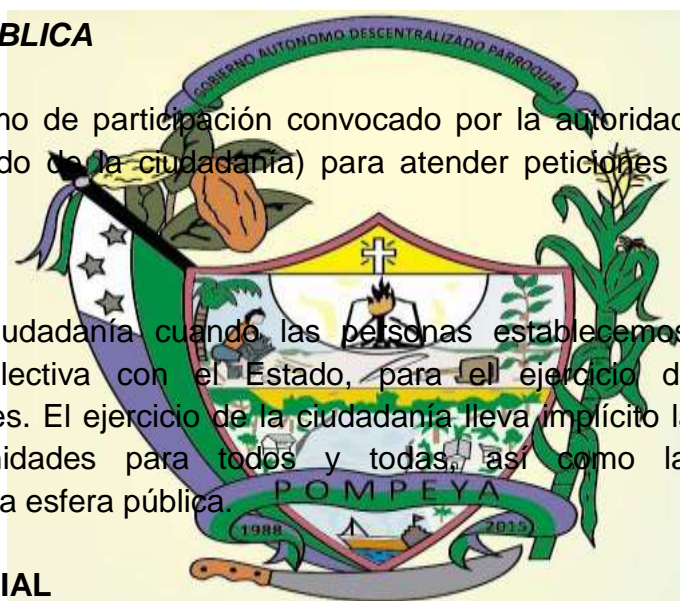 BLICA
GOBIERNO AUTONOMO DESCENTRALIZADO PARROQUIAL
no de participación convocado por la autoridad
do de la ciudadanía) para atender peticiones
udadanía cuando las personas establecemos
lectiva con el Estado, para el ejercicio d
es. El ejercicio de la ciudadanía lleva implícito l
nidades para todos y todas, así como la
a esfera pública.
POMPEYA
1988 2015
IAL